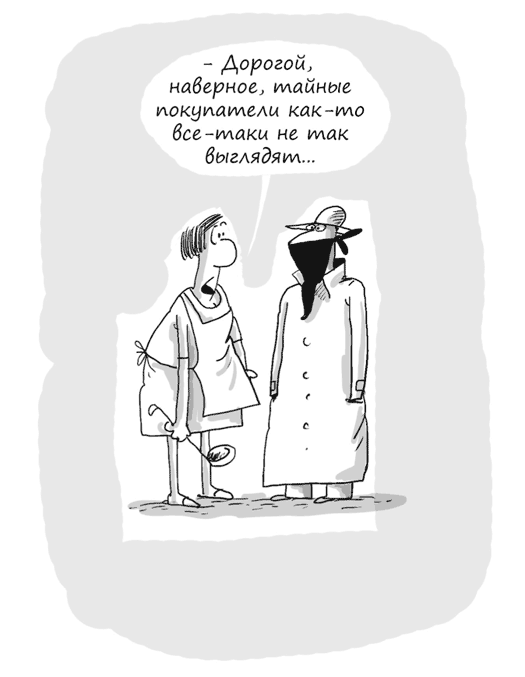 - Дорогой,
наверное, тайные
покупатели как-то
все-таки не так
выглядят...